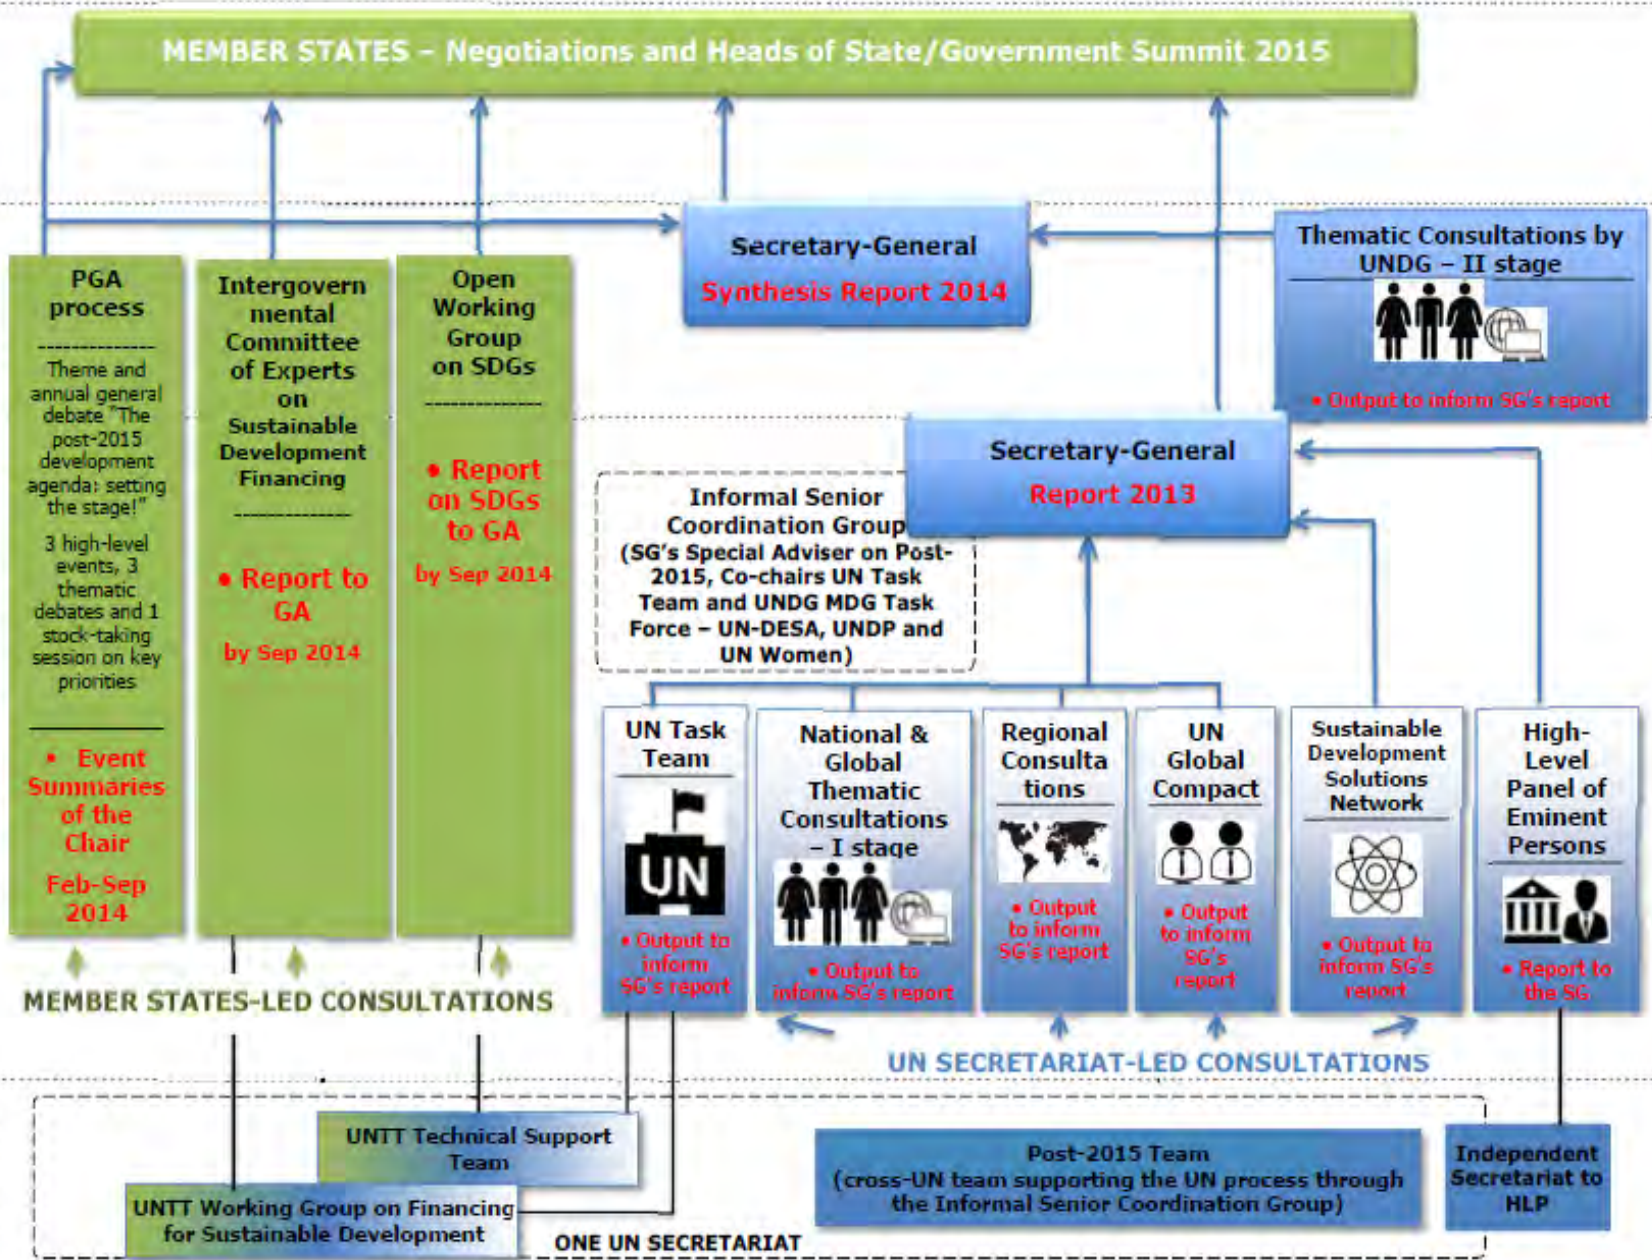 MEMBER STATES – Negotiations and Heads of State/Government Summit 2015
PGA
process
--------------
Theme and
annual general
debate "The
post-2015
development
agenda: setting
the stage!"
3 high-level
events, 3
thematic
debates and 1
stock-taking
session on key
priorities
• Event
Summaries
of the
Chair
Feb-Sep
2014
Intergovern
mental
Committee
of Experts
on
Sustainable
Development
Financing
--------------
• Report to
GA
by Sep 2014
Open
Working
Group
on SDGs
--------------
• Report
on SDGs
to GA
by Sep 2014
Secretary-General
Synthesis Report 2014
Thematic Consultations by
UNDG – II stage
• Output to inform SG's report
Secretary-General
Report 2013
Informal Senior
Coordination Group
(SG's Special Adviser on Post-
2015, Co-chairs UN Task
Team and UNDG MDG Task
Force – UN-DESA, UNDP and
UN Women)
UN Task
Team
UN
• Output to
inform
SG's report
National &
Global
Thematic
Consultations
– I stage
• Output to
inform SG's report
Regional
Consulta
tions
• Output
to inform
SG's report
UN
Global
Compact
• Output
to inform
SG's
report
Sustainable
Development
Solutions
Network
• Output to
inform SG's
report
High-
Level
Panel of
Eminent
Persons
• Report to
the SG
MEMBER STATES-LED CONSULTATIONS
UN SECRETARIAT-LED CONSULTATIONS
UNTT Technical Support
Team
UNTT Working Group on Financing
for Sustainable Development
Post-2015 Team
(cross-UN team supporting the UN process through
the Informal Senior Coordination Group)
Independent
Secretariat to
HLP
ONE UN SECRETARIAT